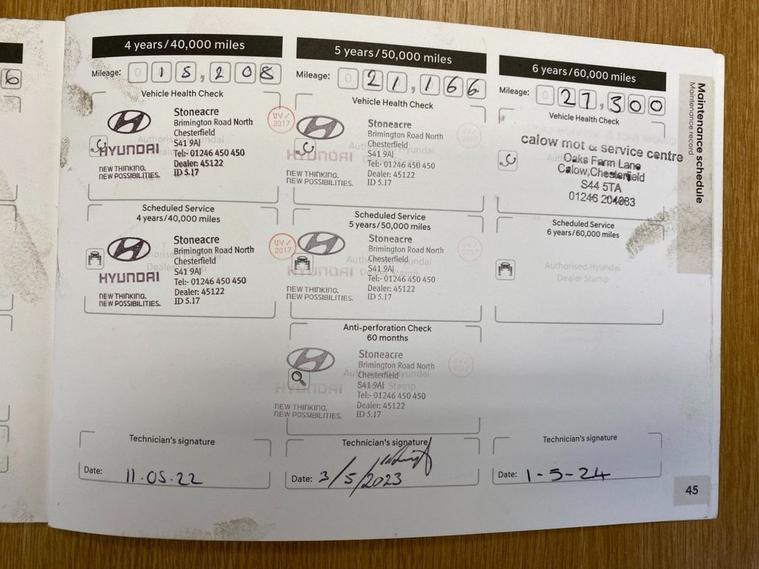 6
4 years/40,000 miles
Mileage: 0 1 5, 2 0 8
Vehicle Health Check
Stoneacre
Brimington Road North
Chesterfield
S41 9AJ
Tel:- 01246 450 450
Dealer: 45122
ID 5.17
UV✓
2017
HYUNDAI
NEW THINKING.
NEW POSSIBILITIES.
Scheduled Service
4 years/40,000 miles
Stoneacre
Brimington Road North
Chesterfield
S41 9AJ
Tel:- 01246 450 450
Dealer: 45122
ID 5.17
UV✓
2017
HYUNDAI
NEW THINKING.
NEW POSSIBILITIES.
Technician's signature
Date: 11.05.22
5 years/50,000 miles
Mileage: 0 2 1, 1 6 6
Vehicle Health Check
Stoneacre
Brimington Road North
Chesterfield
S41 9AJ
Tel:- 01246 450 450
Dealer: 45122
ID 5.17
HYUNDAI
NEW THINKING.
NEW POSSIBILITIES.
Scheduled Service
5 years/50,000 miles
Stoneacre
Brimington Road North
Chesterfield
S41 9AJ
Tel:- 01246 450 450
Dealer: 45122
ID 5.17
HYUNDAI
NEW THINKING.
NEW POSSIBILITIES.
Anti-perforation Check
60 months
Stoneacre
Brimington Road North
Chesterfield
S41 9AJ
Tel:- 01246 450 450
Dealer: 45122
ID 5.17
HYUNDAI
NEW THINKING.
NEW POSSIBILITIES.
Technician's signature
Date: 3/5/2023
6 years/60,000 miles
Mileage: 0 27,300
Vehicle Health Check
calow mot & service centre
Oaks Farm Lane
Calow, Chesterfield
S44 5TA
01246
Scheduled Service
6 years/60,000 miles
Authorised Hyundai
Dealer Stamp
Technician's signature
Date: 1-5-24
Maintenance schedule
Maintenance record
45